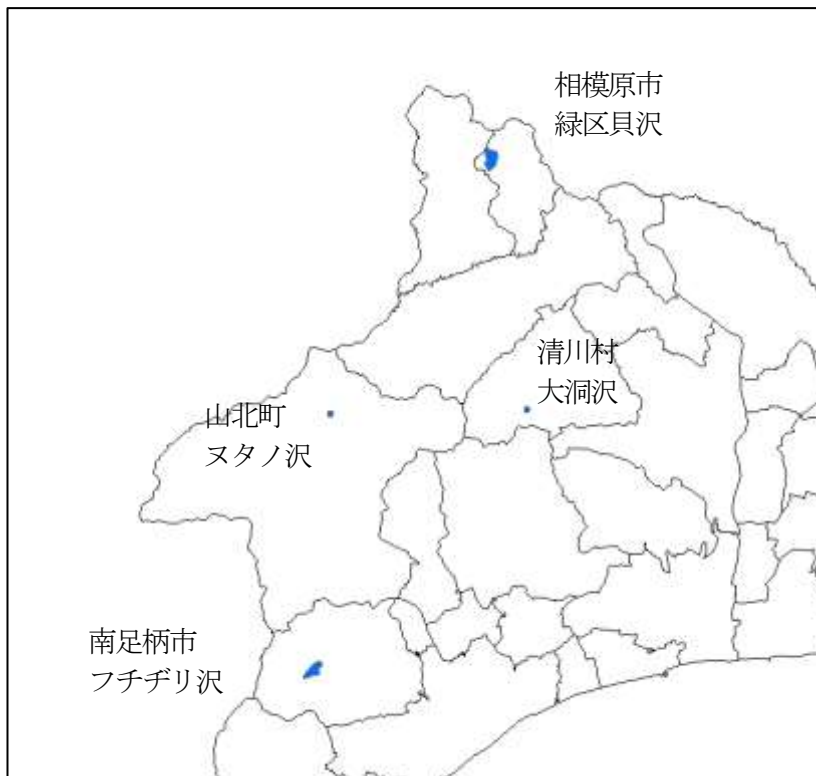 相模原市
緑区貝沢
清川村
大洞沢
山北町
ヌタノ沢
南足柄市
フチヂリ沢